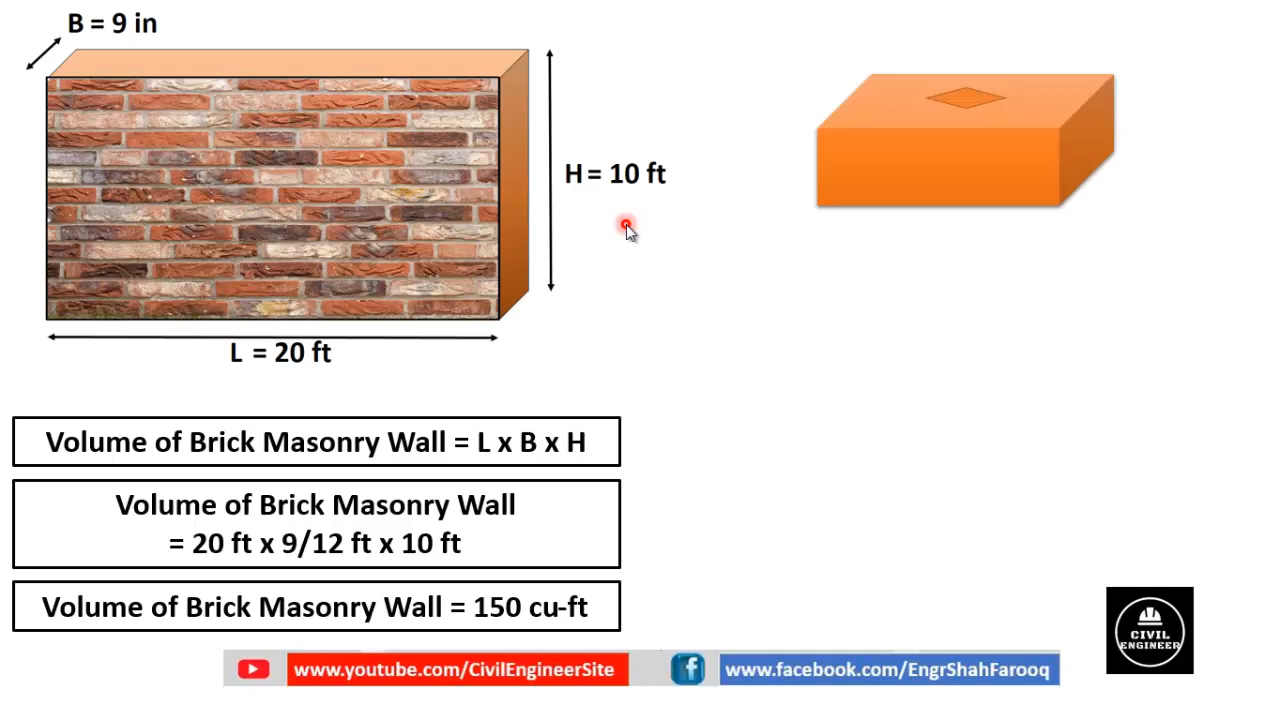 B = 9 in
H = 10 ft
L = 20 ft
Volume of Brick Masonry Wall = L x B x H
Volume of Brick Masonry Wall
= 20 ft x 9/12 ft x 10 ft
Volume of Brick Masonry Wall = 150 cu-ft
CIVIL
ENGINEER
www.youtube.com/CivilEngineerSite
www.facebook.com/EngrShahFarooq